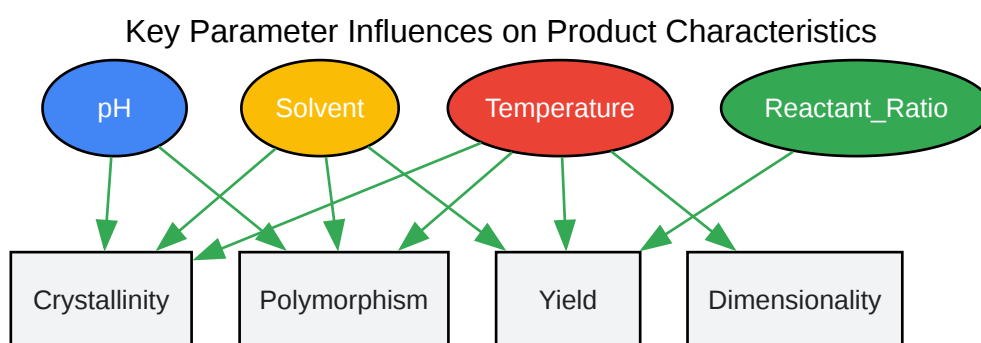 Key Parameter Influences on Product Characteristics
pH
Solvent
Temperature
Reactant_Ratio
Crystallinity
Polymorphism
Yield
Dimensionality